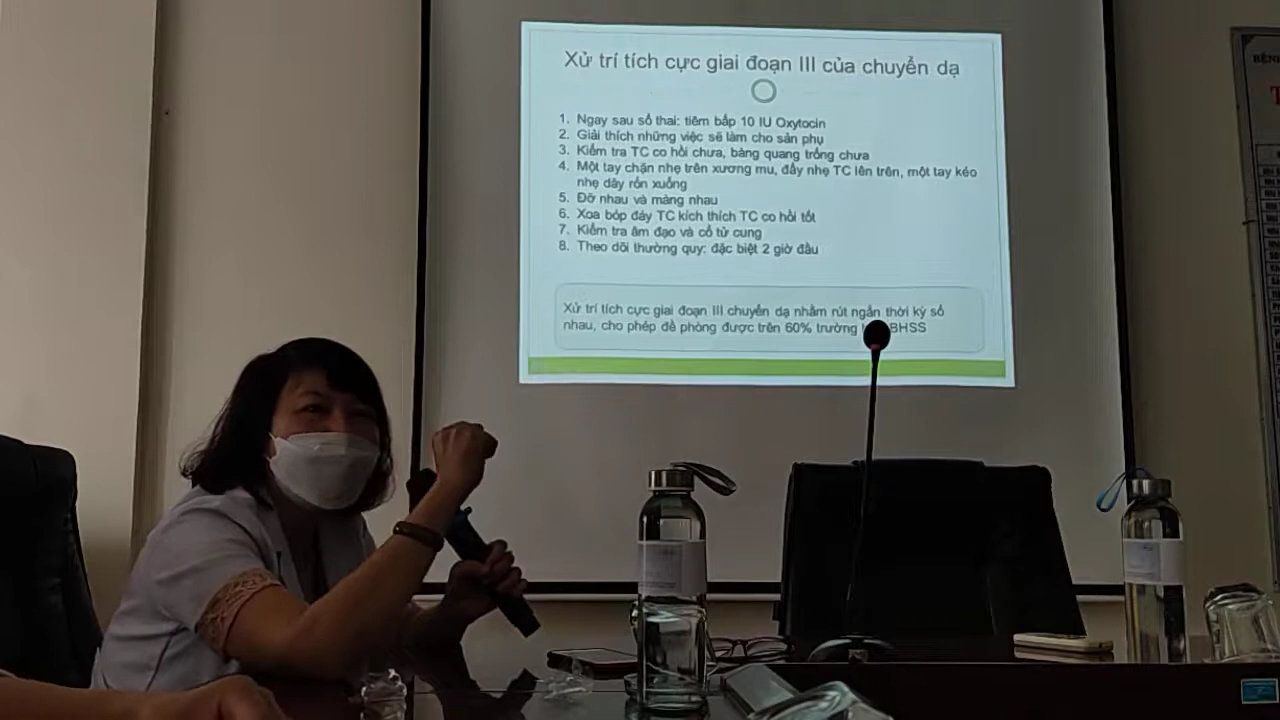 Xử trí tích cực giai đoạn III của chuyển dạ
1. Ngay sau sổ thai: tiêm bắp 10 IU Oxytocin
2. Giải thích những việc sẽ làm cho sản phụ
3. Kiểm tra TC co hồi chưa, bàng quang trống chưa
4. Một tay chặn nhẹ trên xương mu, đẩy nhẹ TC lên trên, một tay kéo
nhẹ dây rốn xuống
5. Đỡ nhau và màng nhau
6. Xoa bóp đáy TC kích thích TC co hồi tốt
7. Kiểm tra âm đạo và cổ tử cung
8. Theo dõi thường quy: đặc biệt 2 giờ đầu
Xử trí tích cực giai đoạn III chuyển dạ nhằm rút ngắn thời kỳ sổ
nhau, cho phép đề phòng được trên 60% trường BHSS